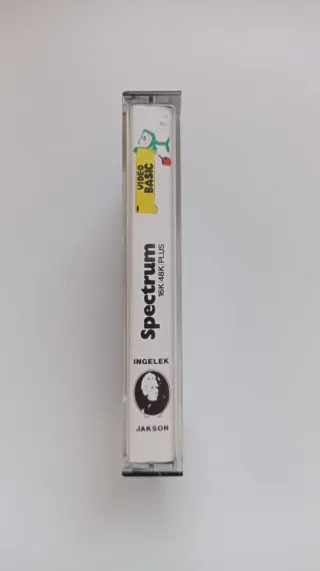 VIDEO
BASIC
Spectrum
16K/48K/PLUS
INGELEK
JAKSON